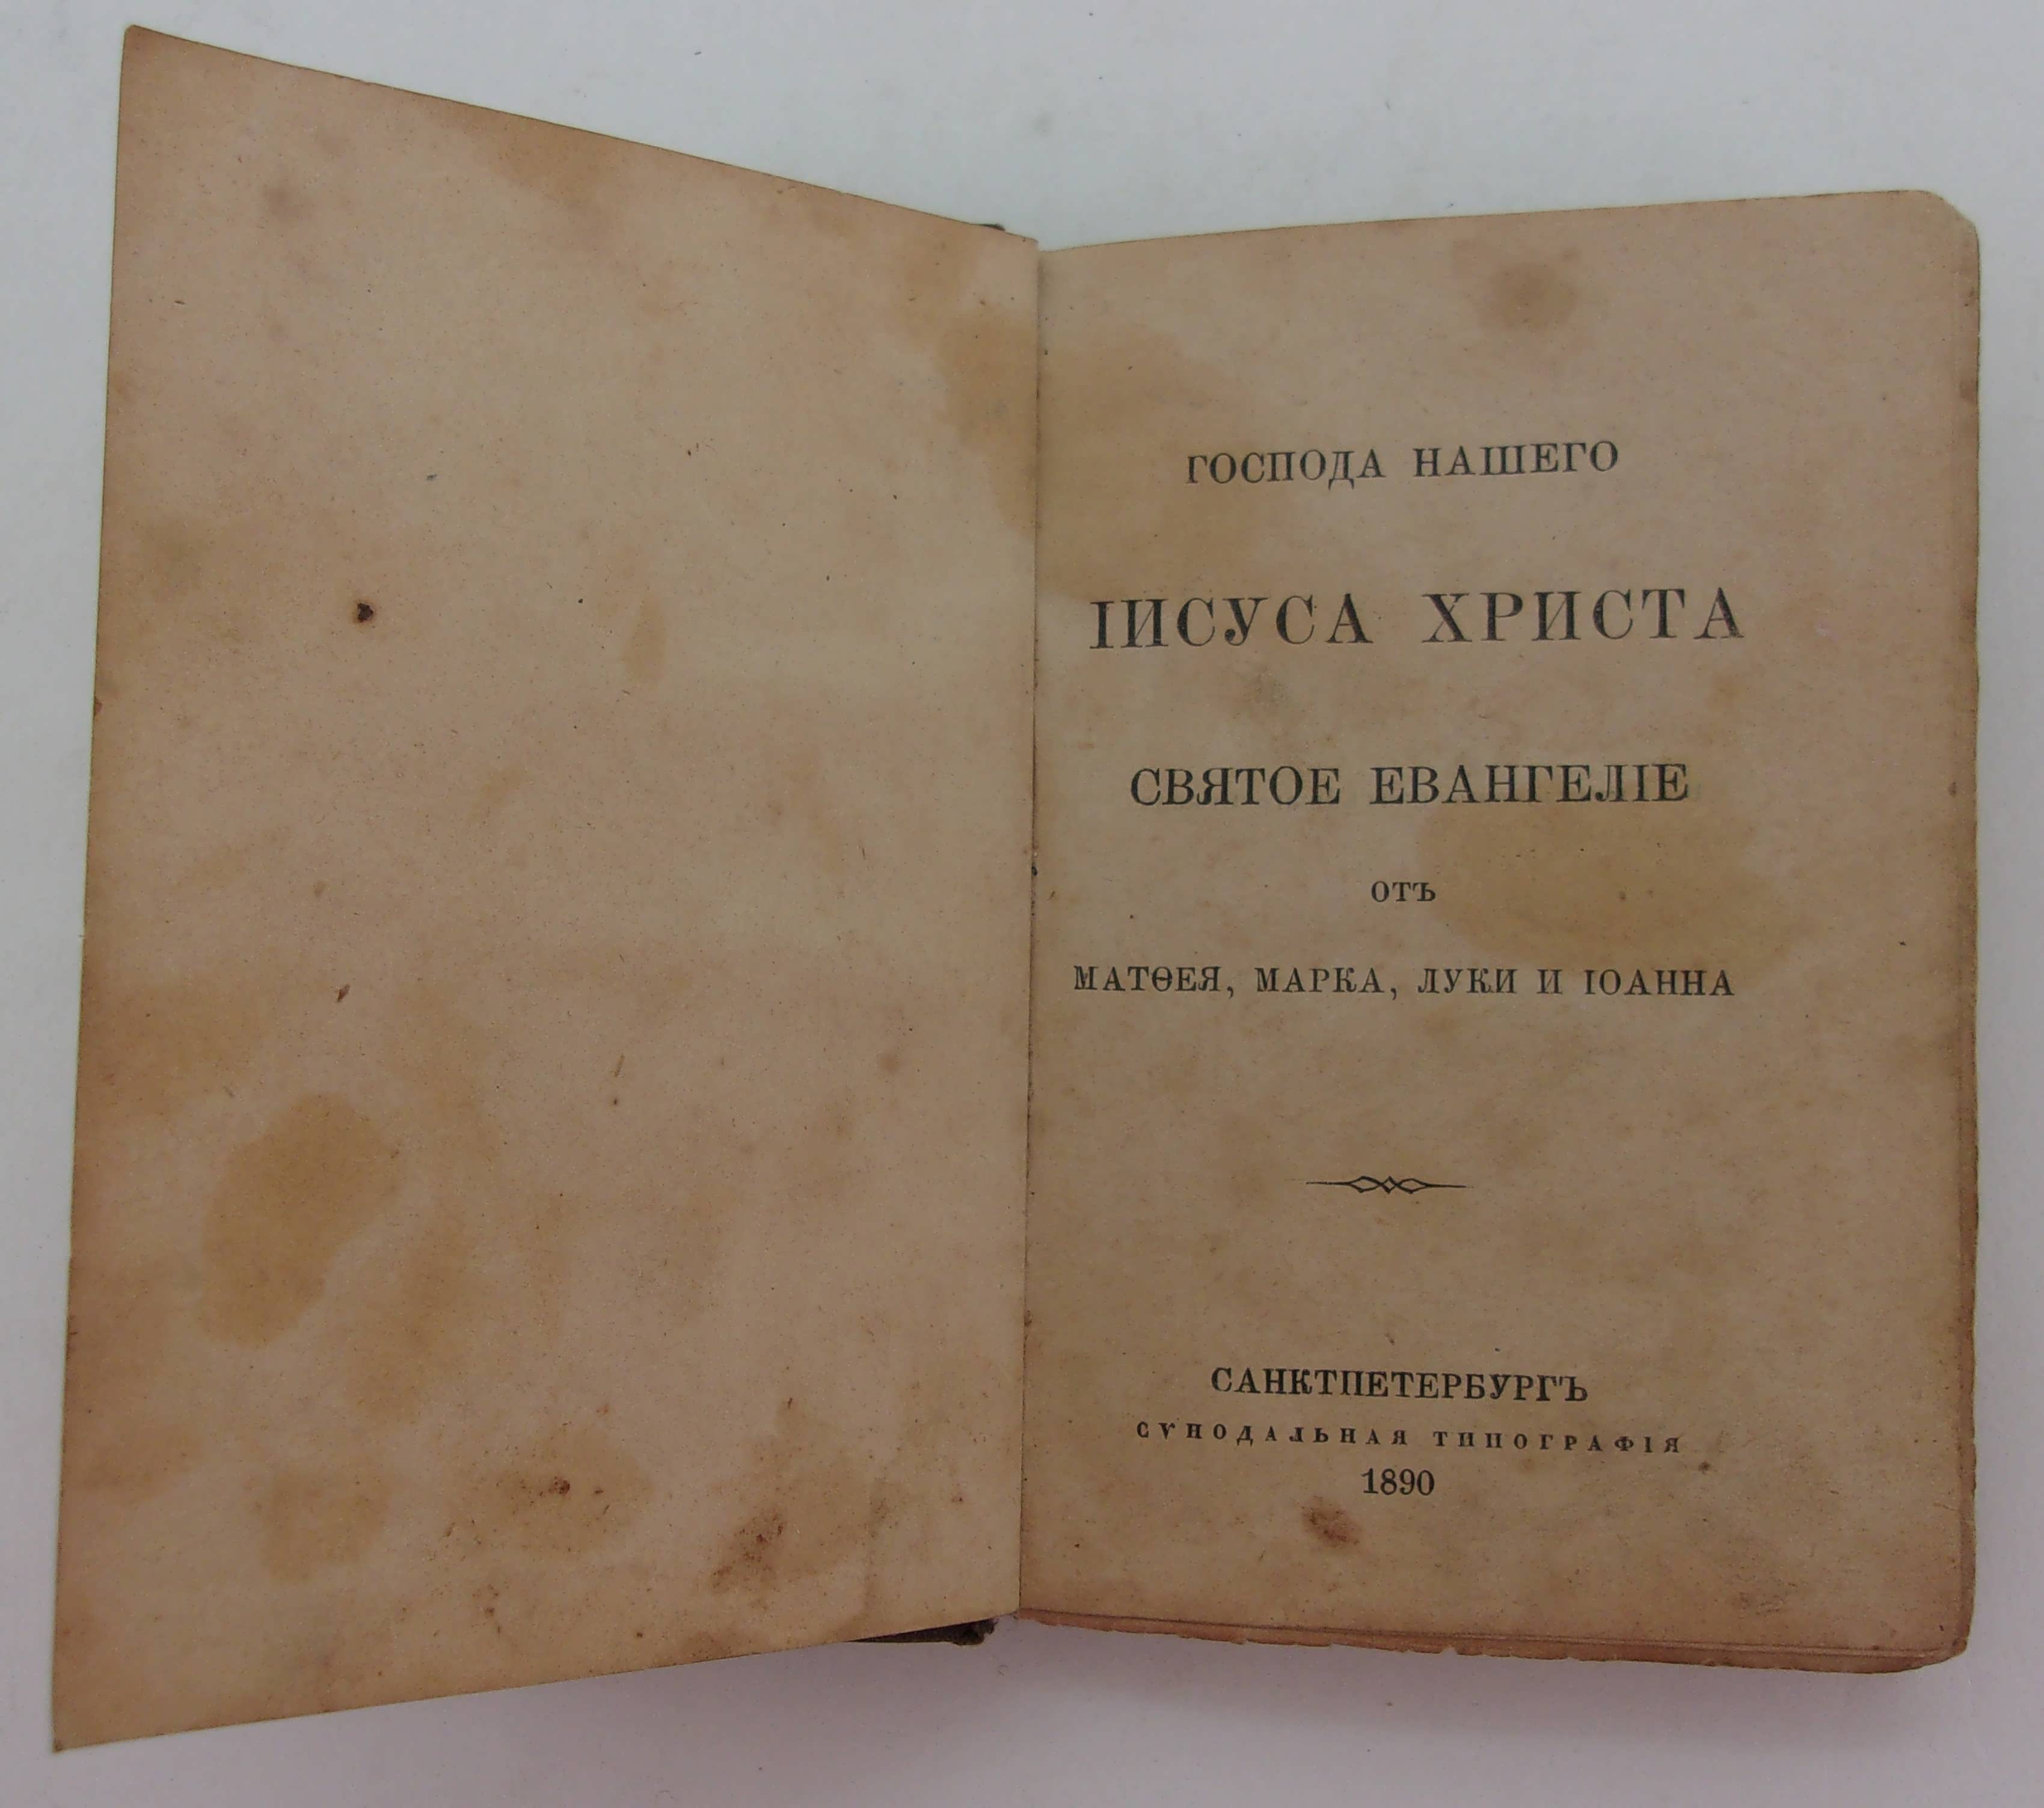 ГОСПОДА НАШЕГО
ІИСУСА ХРИСТА
СВЯТОЕ ЕВАНГЕЛІЕ
ОТЪ
МАТѲЕЯ, МАРКА, ЛУКИ И ІОАННА
САНКТПЕТЕРБУРГЪ
СѴНОДАЛЬНАЯ ТИПОГРАФІЯ
1890